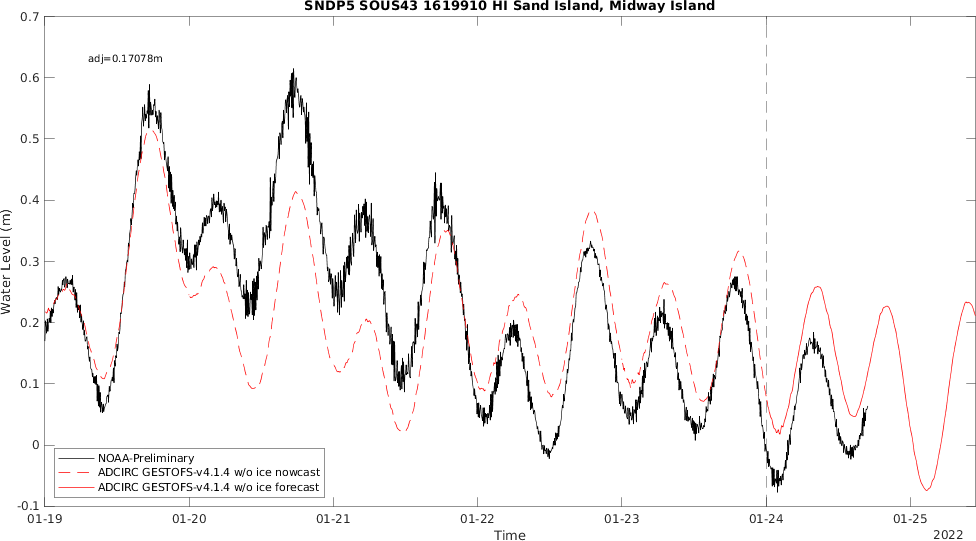 SNDP5 SOUS43 1619910 HI Sand Island, Midway Island
adj=0.17078m
0.7
0.6
0.5
0.4
0.3
0.2
0.1
0
-0.1
Water Level (m)
NOAA-Preliminary
ADCIRC GESTOFS-v4.1.4 w/o ice nowcast
ADCIRC GESTOFS-v4.1.4 w/o ice forecast
01-19 01-20 01-21 01-22 01-23 01-24 01-25
Time
2022